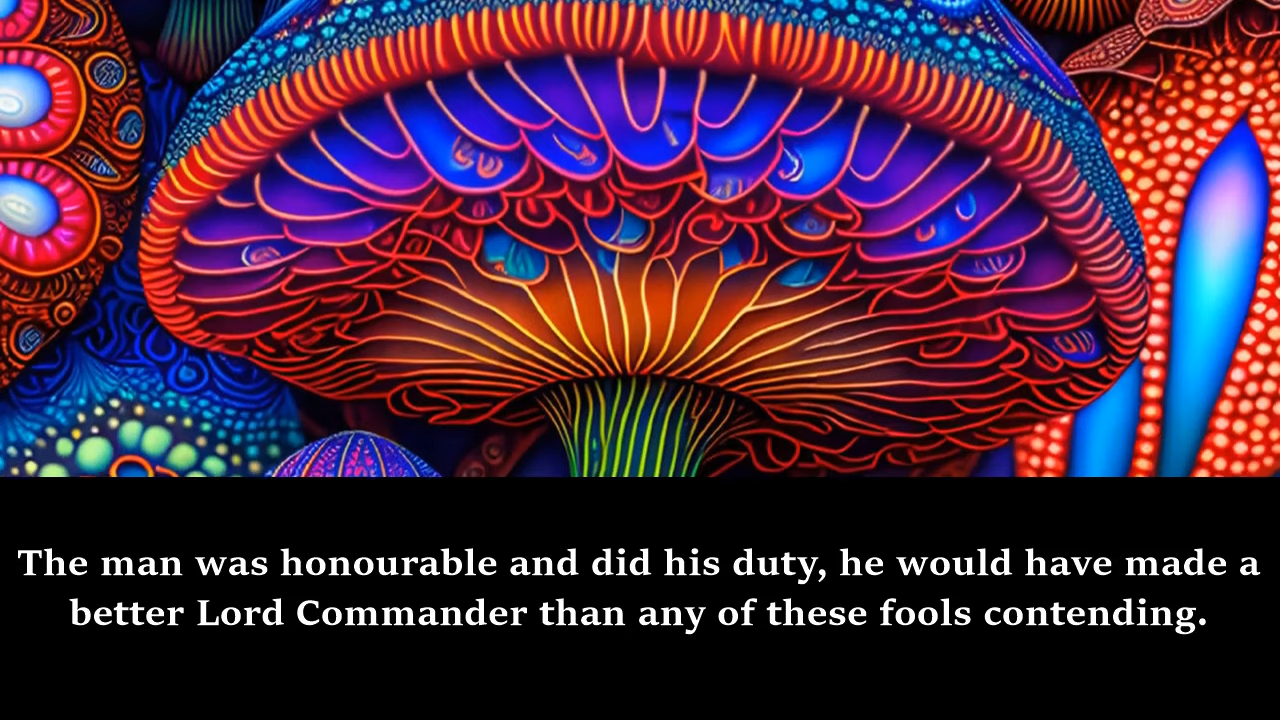 The man was honourable and did his duty, he would have made a
better Lord Commander than any of these fools contending.